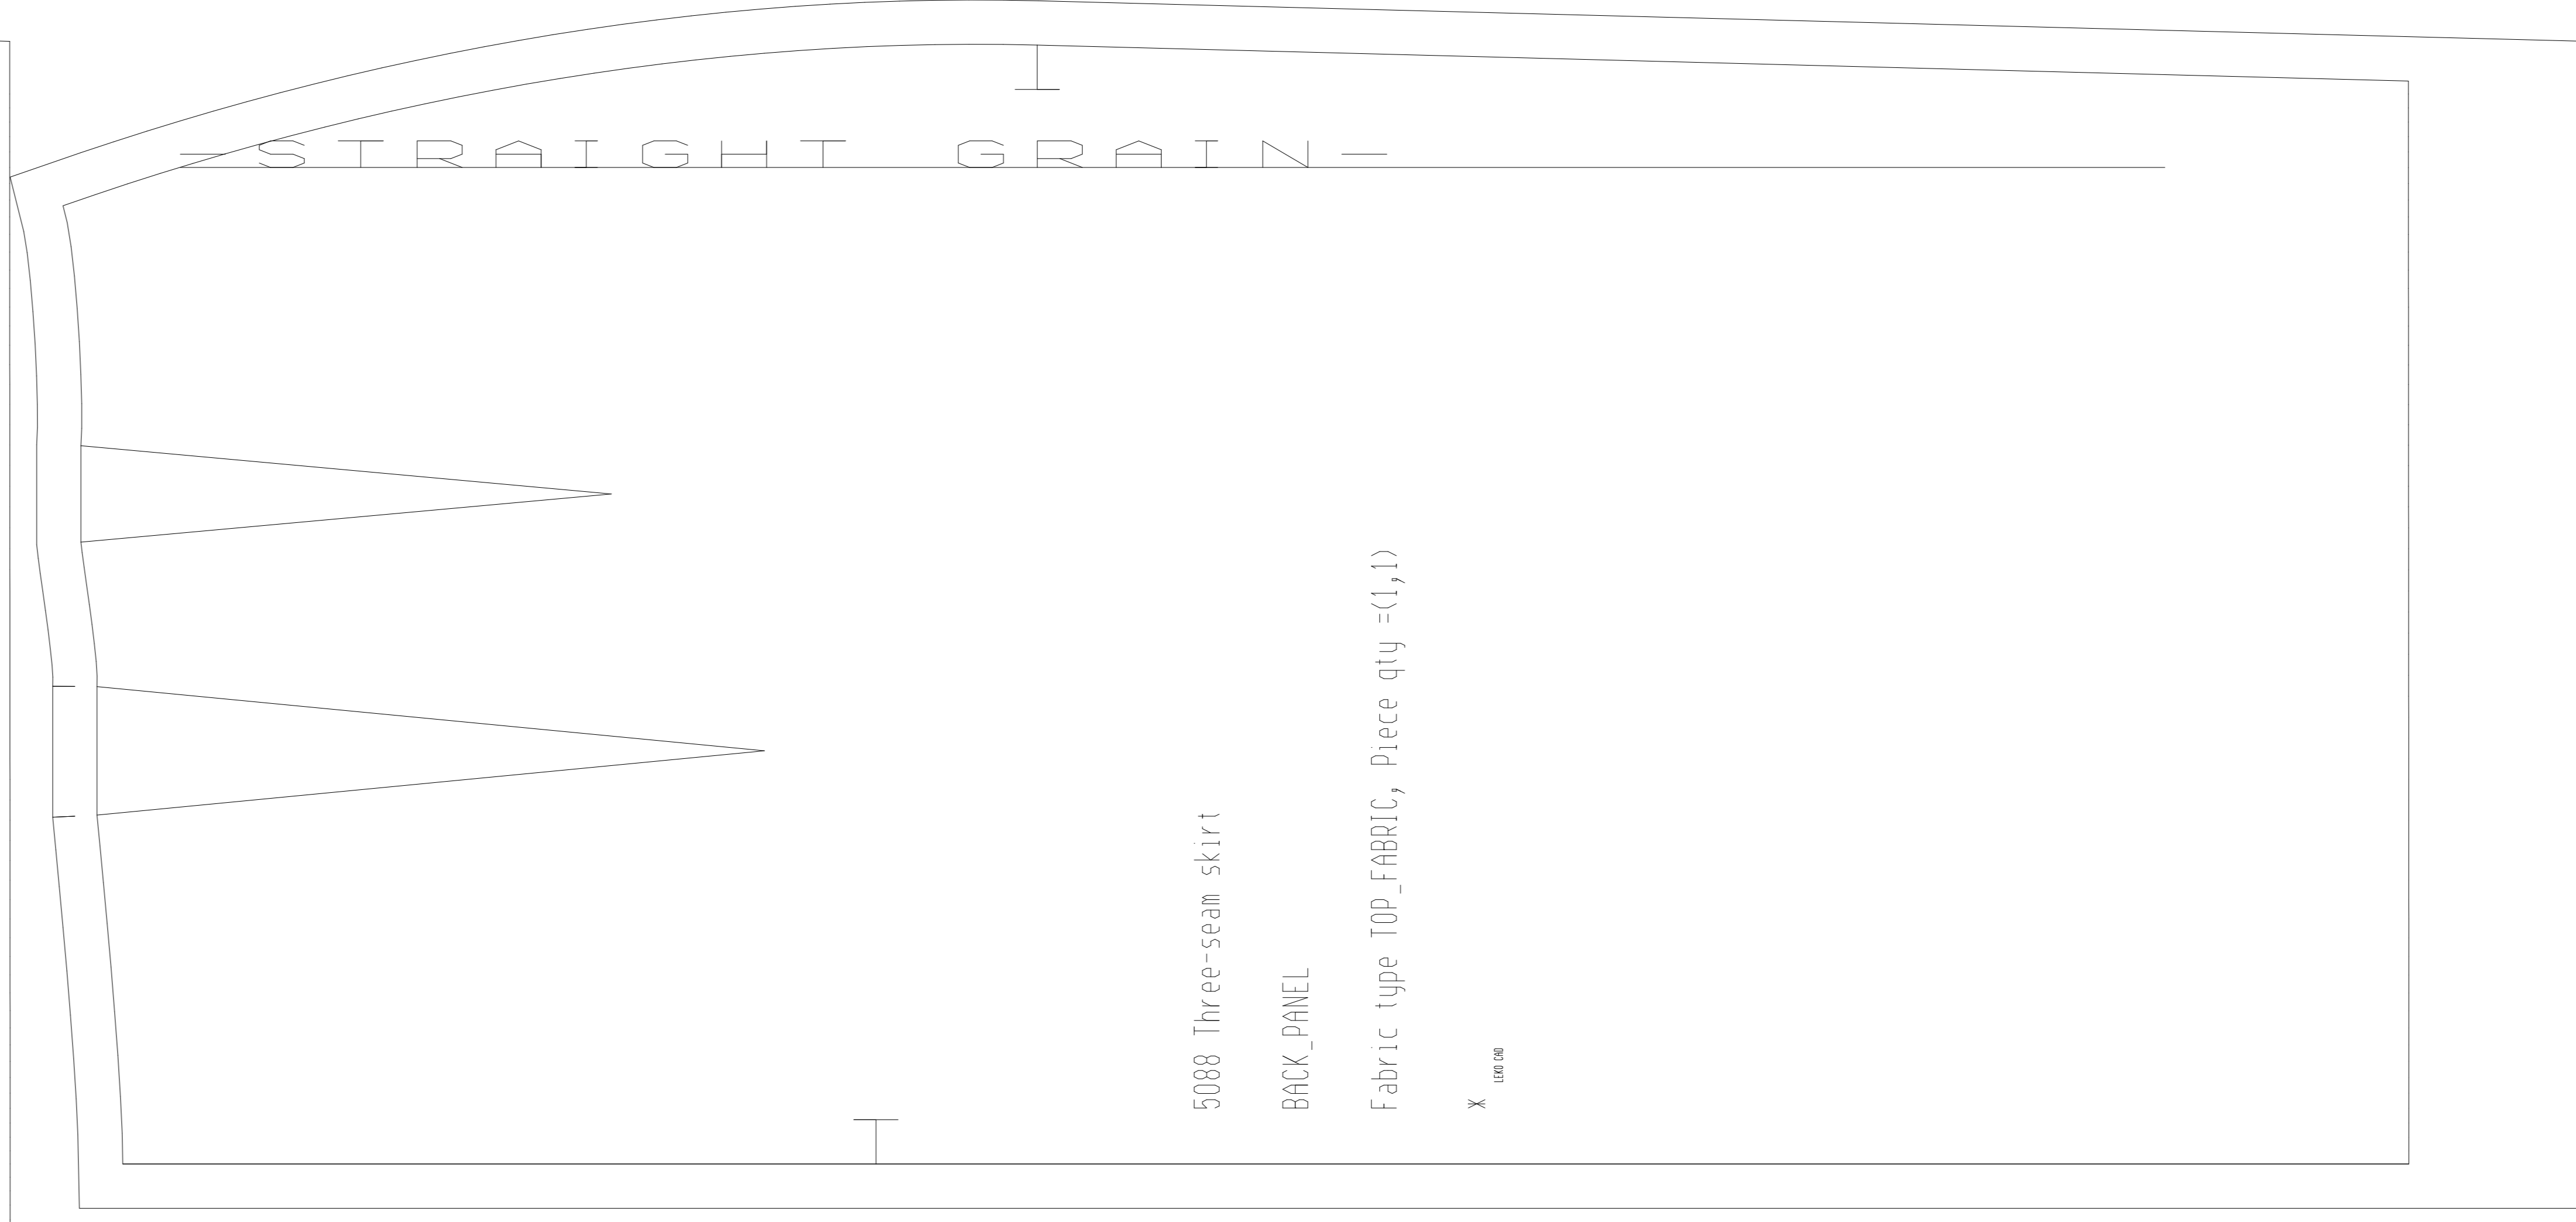 -STRAIGHT GRAIN-
5088 Three-seam skirt
BACK_PANEL
Fabric type TOP_FABRIC, Piece qty =(1,1)
*
LEKO CAD